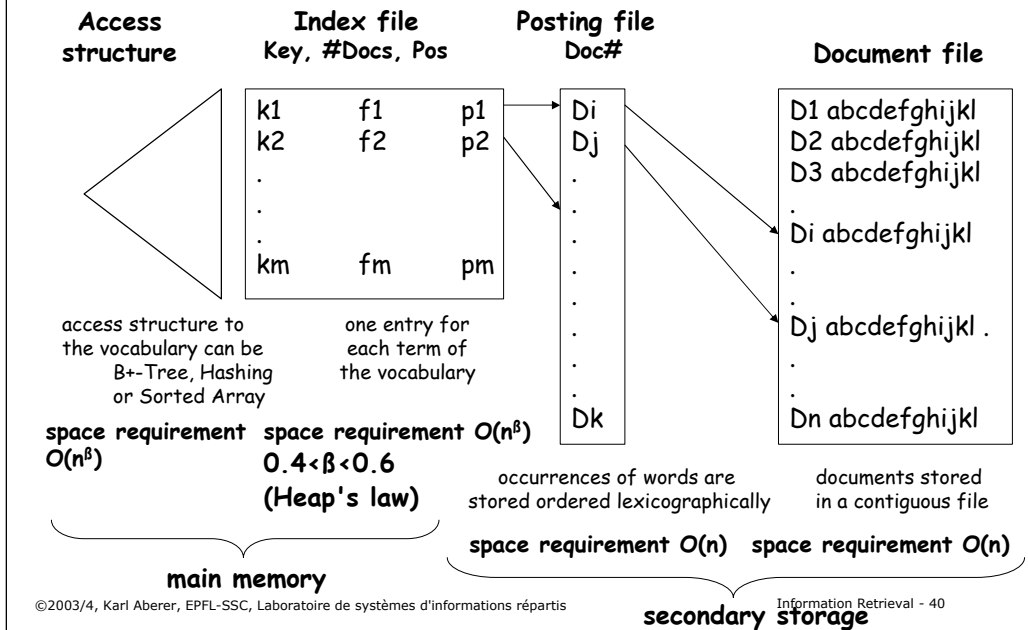 Access structure
Index file
Key, #Docs, Pos
Posting file
Doc#
Document file
k1 f1 p1
k2 f2 p2
.
.
.
km fm pm
Di
Dj
.
.
.
.
.
.
.
.
Dk
D1 abcdefghijkl
D2 abcdefghijkl
D3 abcdefghijkl
.
Di abcdefghijkl
.
.
Dj abcdefghijkl .
.
.
Dn abcdefghijkl
access structure to
the vocabulary can be
B+-Tree, Hashing
or Sorted Array
one entry for
each term of
the vocabulary
space requirement
O(nᵝ)
space requirement O(nᵝ)
0.4<ß<0.6
(Heap's law)
occurrences of words are
stored ordered lexicographically
documents stored
in a contiguous file
space requirement O(n)
space requirement O(n)
main memory
secondary storage
©2003/4, Karl Aberer, EPFL-SSC, Laboratoire de systèmes d'informations répartis
Information Retrieval - 40